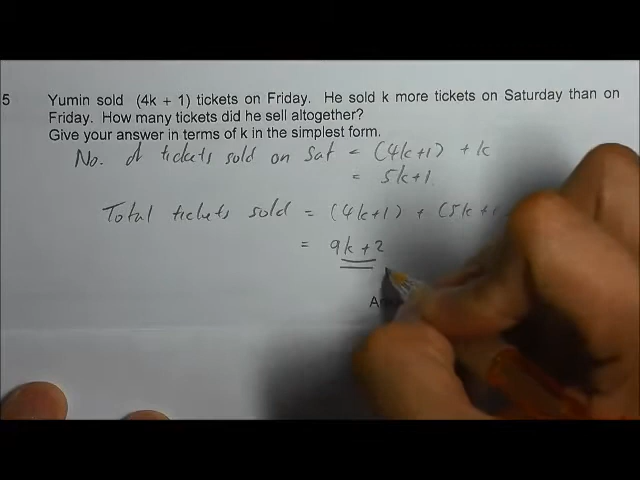 5 Yumin sold (4k + 1) tickets on Friday. He sold k more tickets on Saturday than on
Friday. How many tickets did he sell altogether?
Give your answer in terms of k in the simplest form.
No. of tickets sold on Sat = (4k+1) + k
= 5k+1
Total tickets sold = (4k+1) + (5k+1
= 9k+2